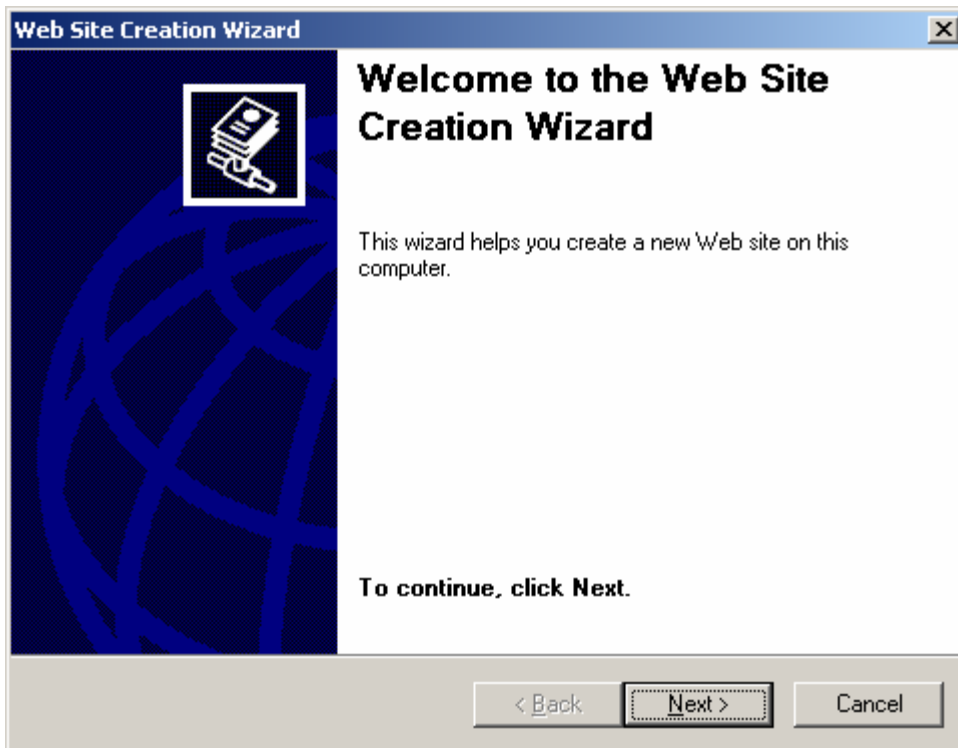 Web Site Creation Wizard
Welcome to the Web Site
Creation Wizard
This wizard helps you create a new Web site on this
computer.
To continue, click Next.
< Back
Next >
Cancel